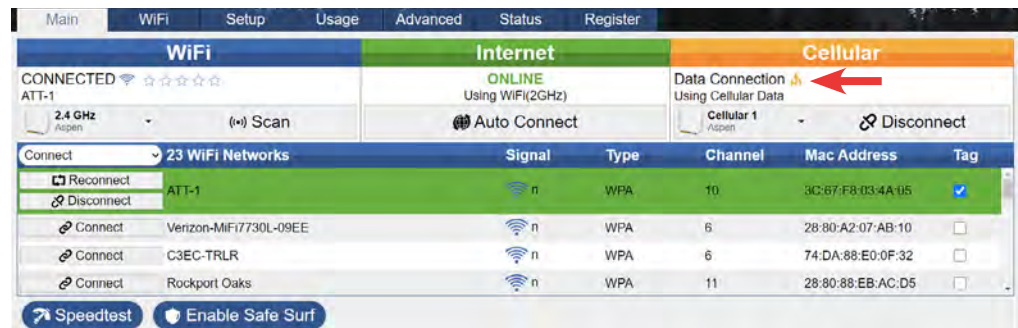 Main WiFi Setup Usage Advanced Status Register
WiFi Internet Cellular
CONNECTED ONLINE Data Connection
ATT-1 Using WiFi(2GHz) Using Cellular Data
2.4 GHz Aspen Scan Auto Connect Cellular 1 Aspen Disconnect
Connect 23 WiFi Networks Signal Type Channel Mac Address Tag
Reconnect
ATT-1 n WPA 10 3C:67:F8:03:4A:05
Disconnect
Connect Verizon-MiFi7730L-09EE n WPA 6 28:80:A2:07:AB:10
Connect C3EC-TRLR n WPA 6 74:DA:88:E0:0F:32
Connect Rockport Oaks n WPA 11 28:80:88:EB:AC:D5
Speedtest Enable Safe Surf